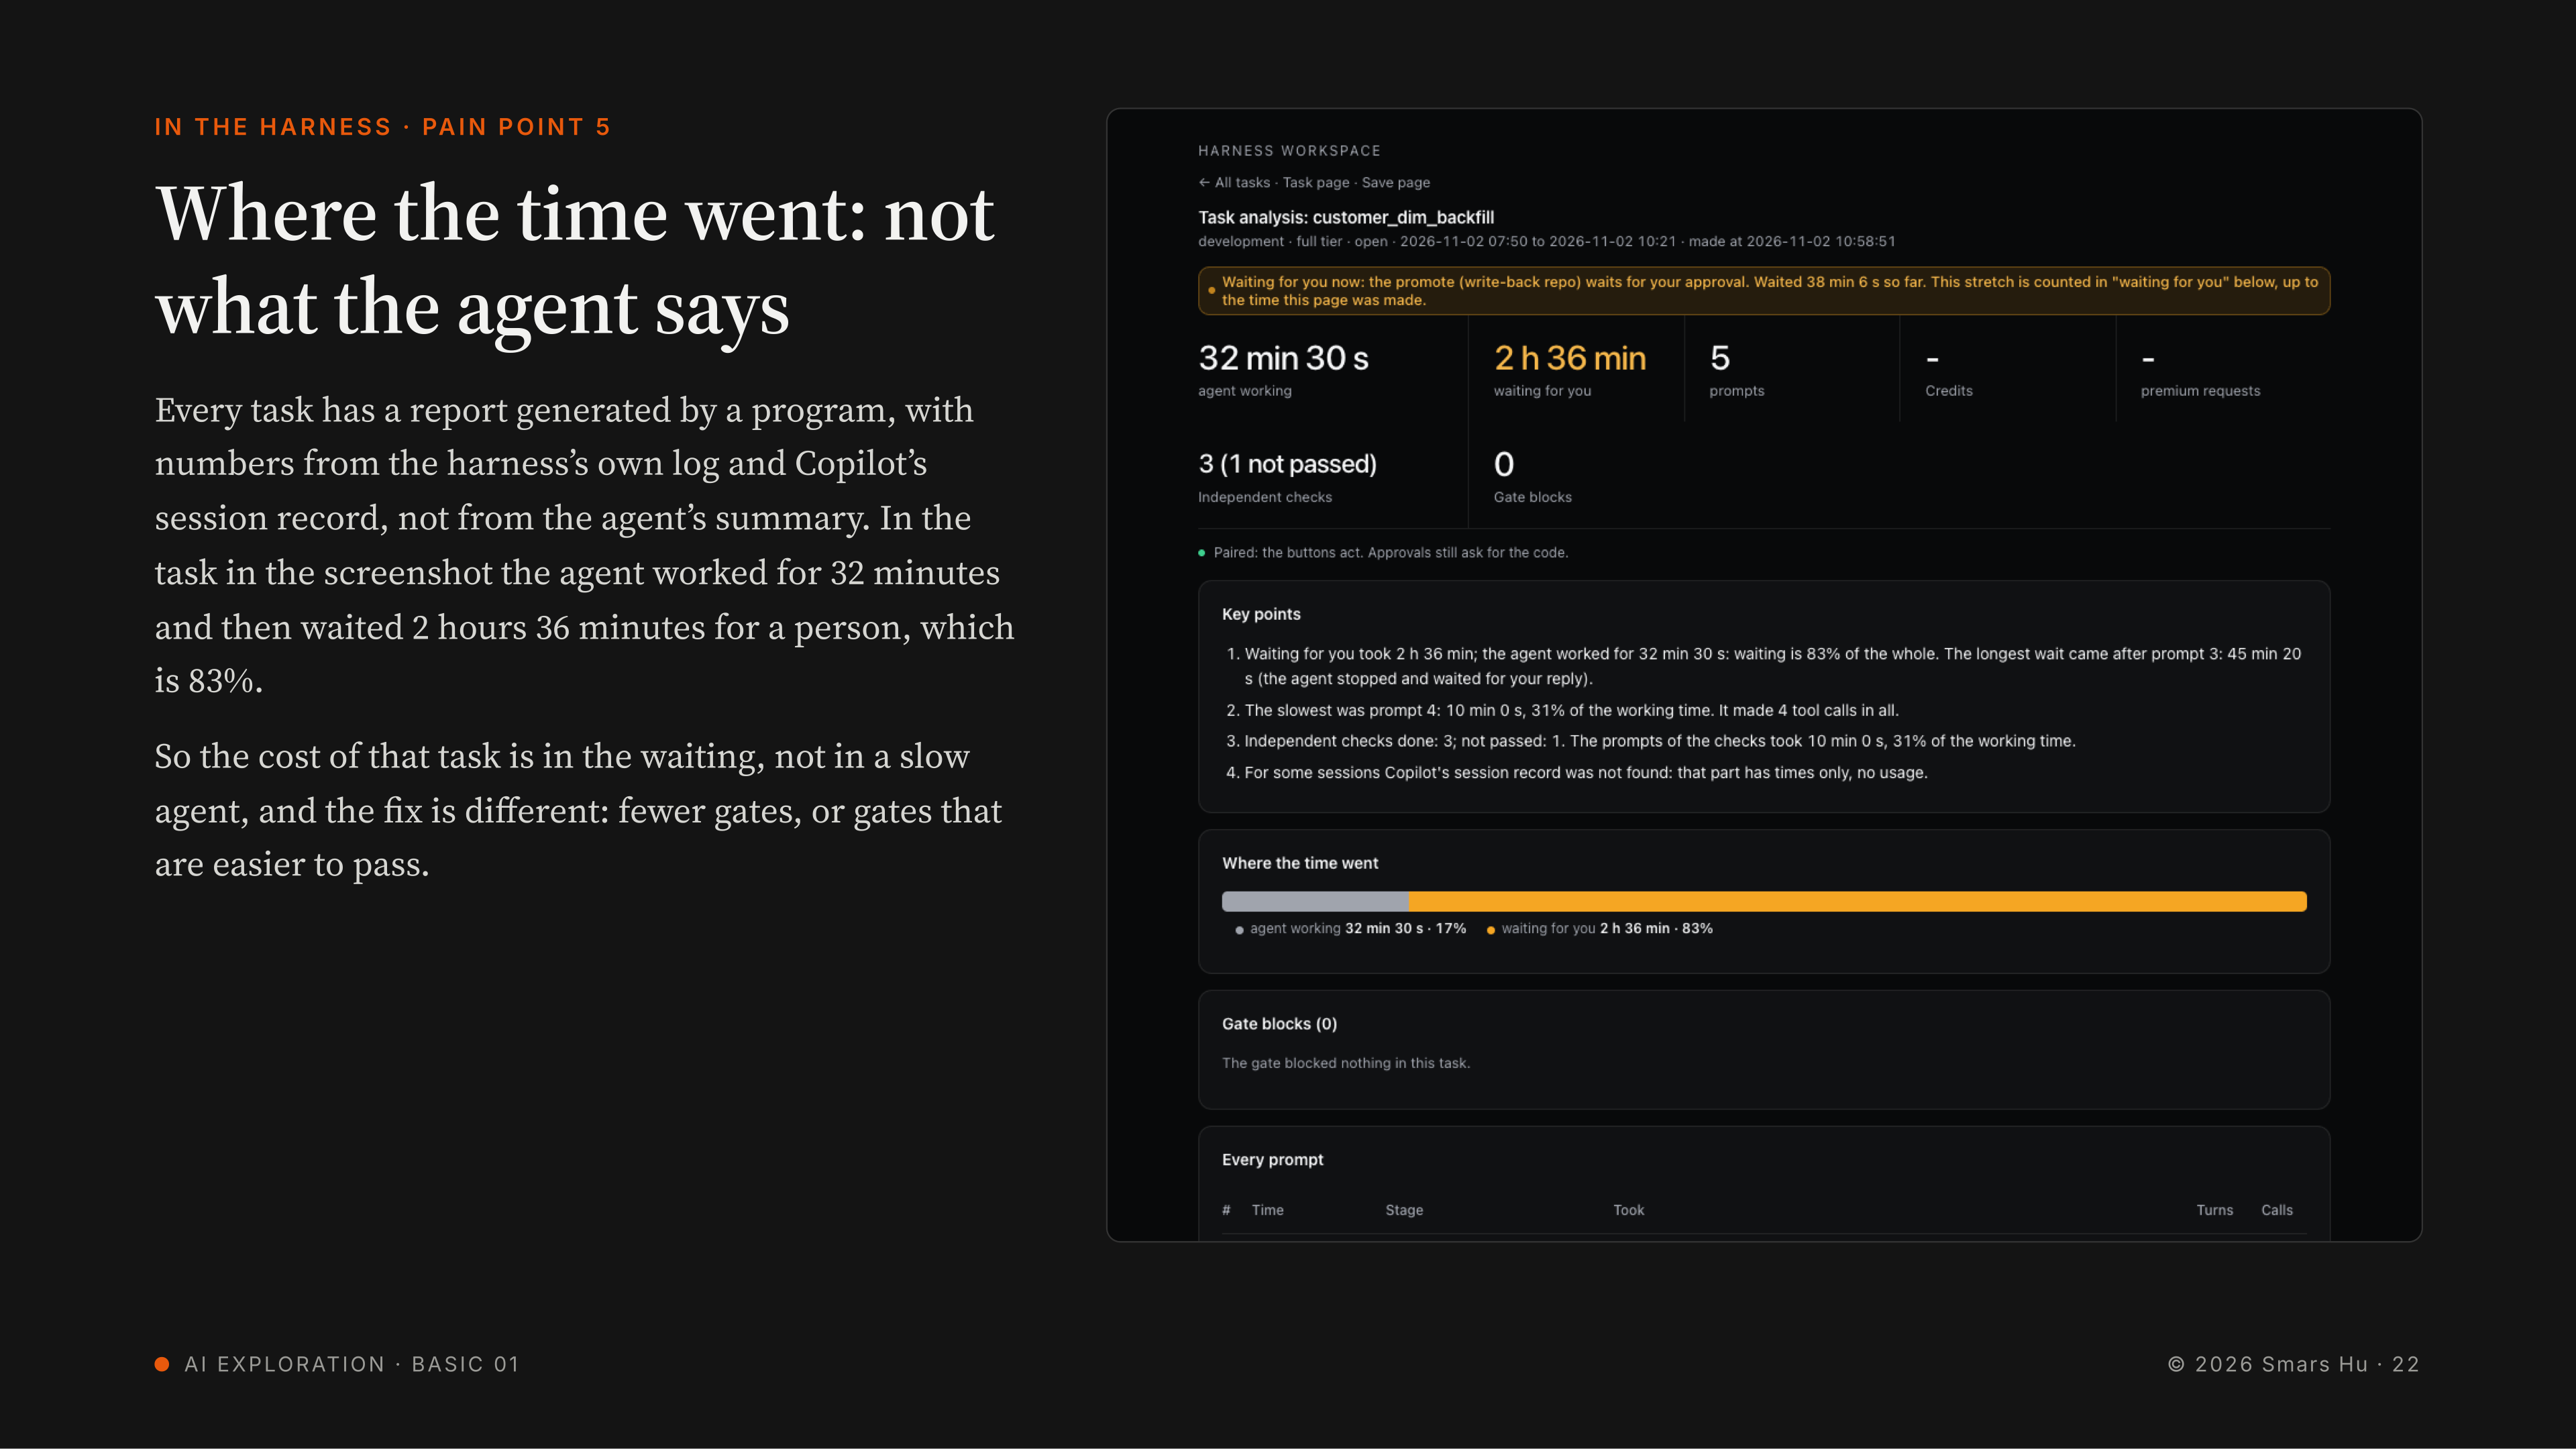 IN THE HARNESS · PAIN POINT 5
Where the time went: not
what the agent says
Every task has a report generated by a program, with
numbers from the harness’s own log and Copilot’s
session record, not from the agent’s summary. In the
task in the screenshot the agent worked for 32 minutes
and then waited 2 hours 36 minutes for a person, which
is 83%.
So the cost of that task is in the waiting, not in a slow
agent, and the fix is different: fewer gates, or gates that
are easier to pass.
HARNESS WORKSPACE
← All tasks · Task page · Save page
Task analysis: customer_dim_backfill
development · full tier · open · 2026-11-02 07:50 to 2026-11-02 10:21 · made at 2026-11-02 10:58:51
Waiting for you now: the promote (write-back repo) waits for your approval. Waited 38 min 6 s so far. This stretch is counted in "waiting for you" below, up to
the time this page was made.
32 min 30 s
agent working
2 h 36 min
waiting for you
5
prompts
-
Credits
-
premium requests
3 (1 not passed)
Independent checks
0
Gate blocks
Paired: the buttons act. Approvals still ask for the code.
Key points
1. Waiting for you took 2 h 36 min; the agent worked for 32 min 30 s: waiting is 83% of the whole. The longest wait came after prompt 3: 45 min 20
s (the agent stopped and waited for your reply).
2. The slowest was prompt 4: 10 min 0 s, 31% of the working time. It made 4 tool calls in all.
3. Independent checks done: 3; not passed: 1. The prompts of the checks took 10 min 0 s, 31% of the working time.
4. For some sessions Copilot's session record was not found: that part has times only, no usage.
Where the time went
agent working 32 min 30 s · 17% waiting for you 2 h 36 min · 83%
Gate blocks (0)
The gate blocked nothing in this task.
Every prompt
# Time Stage Took Turns Calls
AI EXPLORATION · BASIC 01
© 2026 Smars Hu · 22